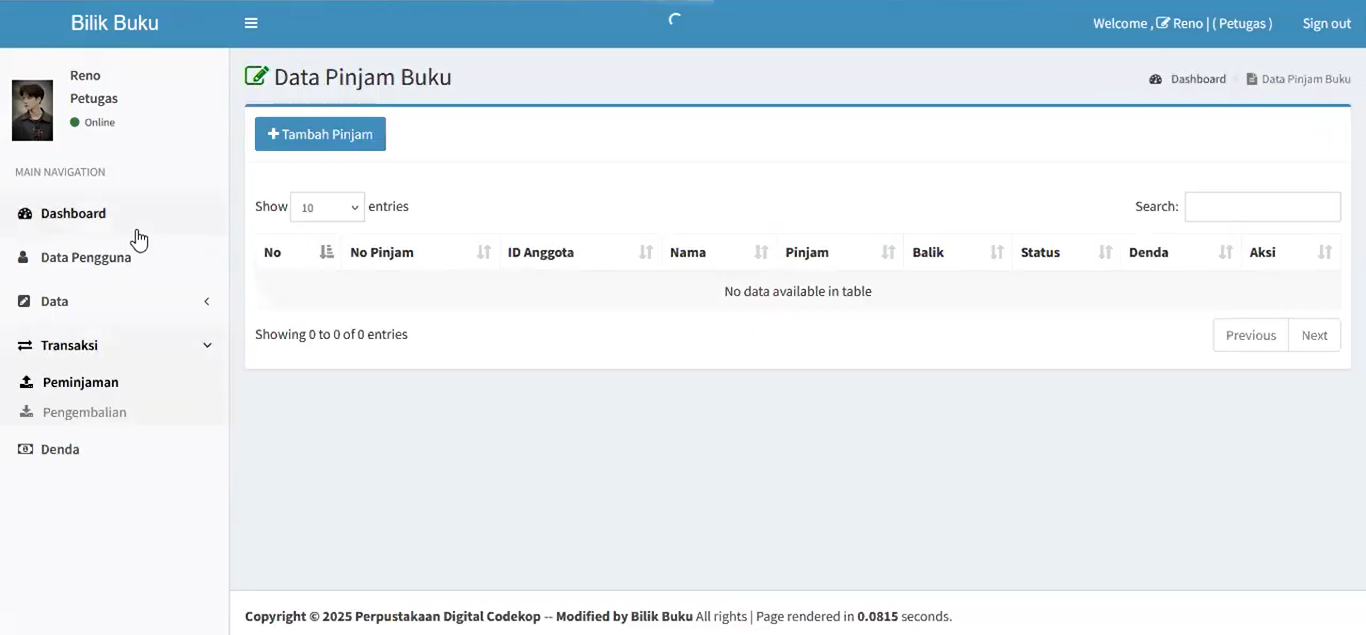 Bilik Buku
Welcome , Reno | ( Petugas )
Sign out
Reno
Petugas
Online
MAIN NAVIGATION
Dashboard
Data Pengguna
Data
Transaksi
Peminjaman
Pengembalian
Denda
Data Pinjam Buku
Dashboard
Data Pinjam Buku
Tambah Pinjam
Show 10 entries
Search:
No No Pinjam ID Anggota Nama Pinjam Balik Status Denda Aksi
No data available in table
Showing 0 to 0 of 0 entries
Previous Next
Copyright © 2025 Perpustakaan Digital Codekop -- Modified by Bilik Buku All rights | Page rendered in 0.0815 seconds.